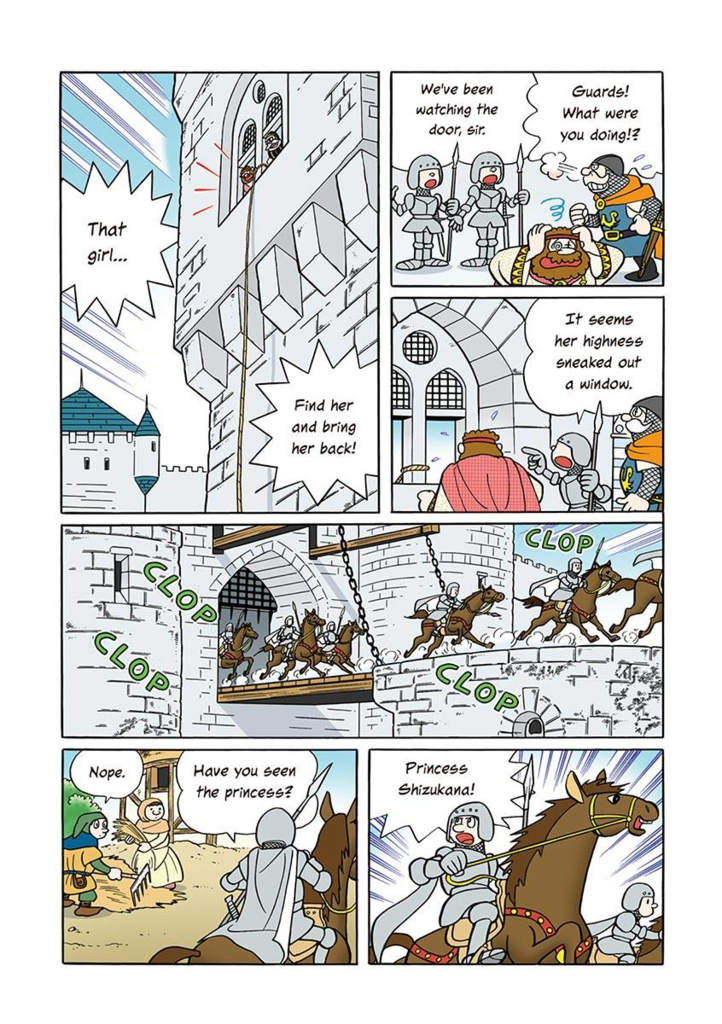 Guards!
What were
you doing!?
We've been
watching the
door, sir.
It seems
her highness
sneaked out
a window.
That
girl...
Find her
and bring
her back!
CLOP
CLOP
CLOP
CLOP
Princess
Shizukana!
Have you seen
the princess?
Nope.